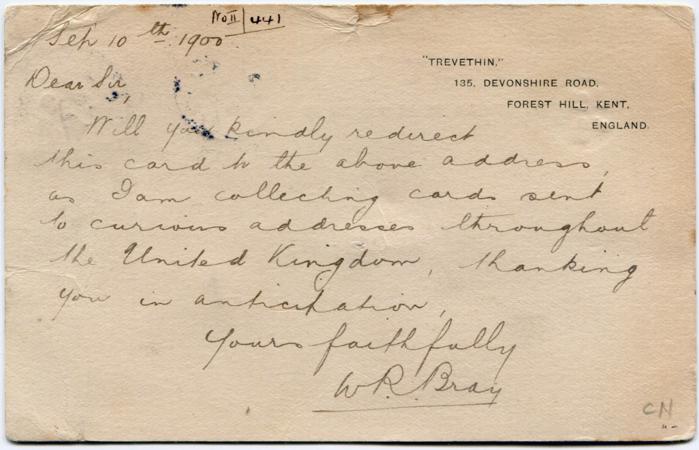 No II | 441
Sep 10th 1900
"TREVETHIN,"
135, DEVONSHIRE ROAD,
FOREST HILL, KENT,
ENGLAND.
Dear Sir,
Will you kindly redirect
this card to the above address,
as I am collecting cards sent
to curious addresses throughout
the United Kingdom, thanking
you in anticipation,
Yours faithfully
W R. Bray
CN